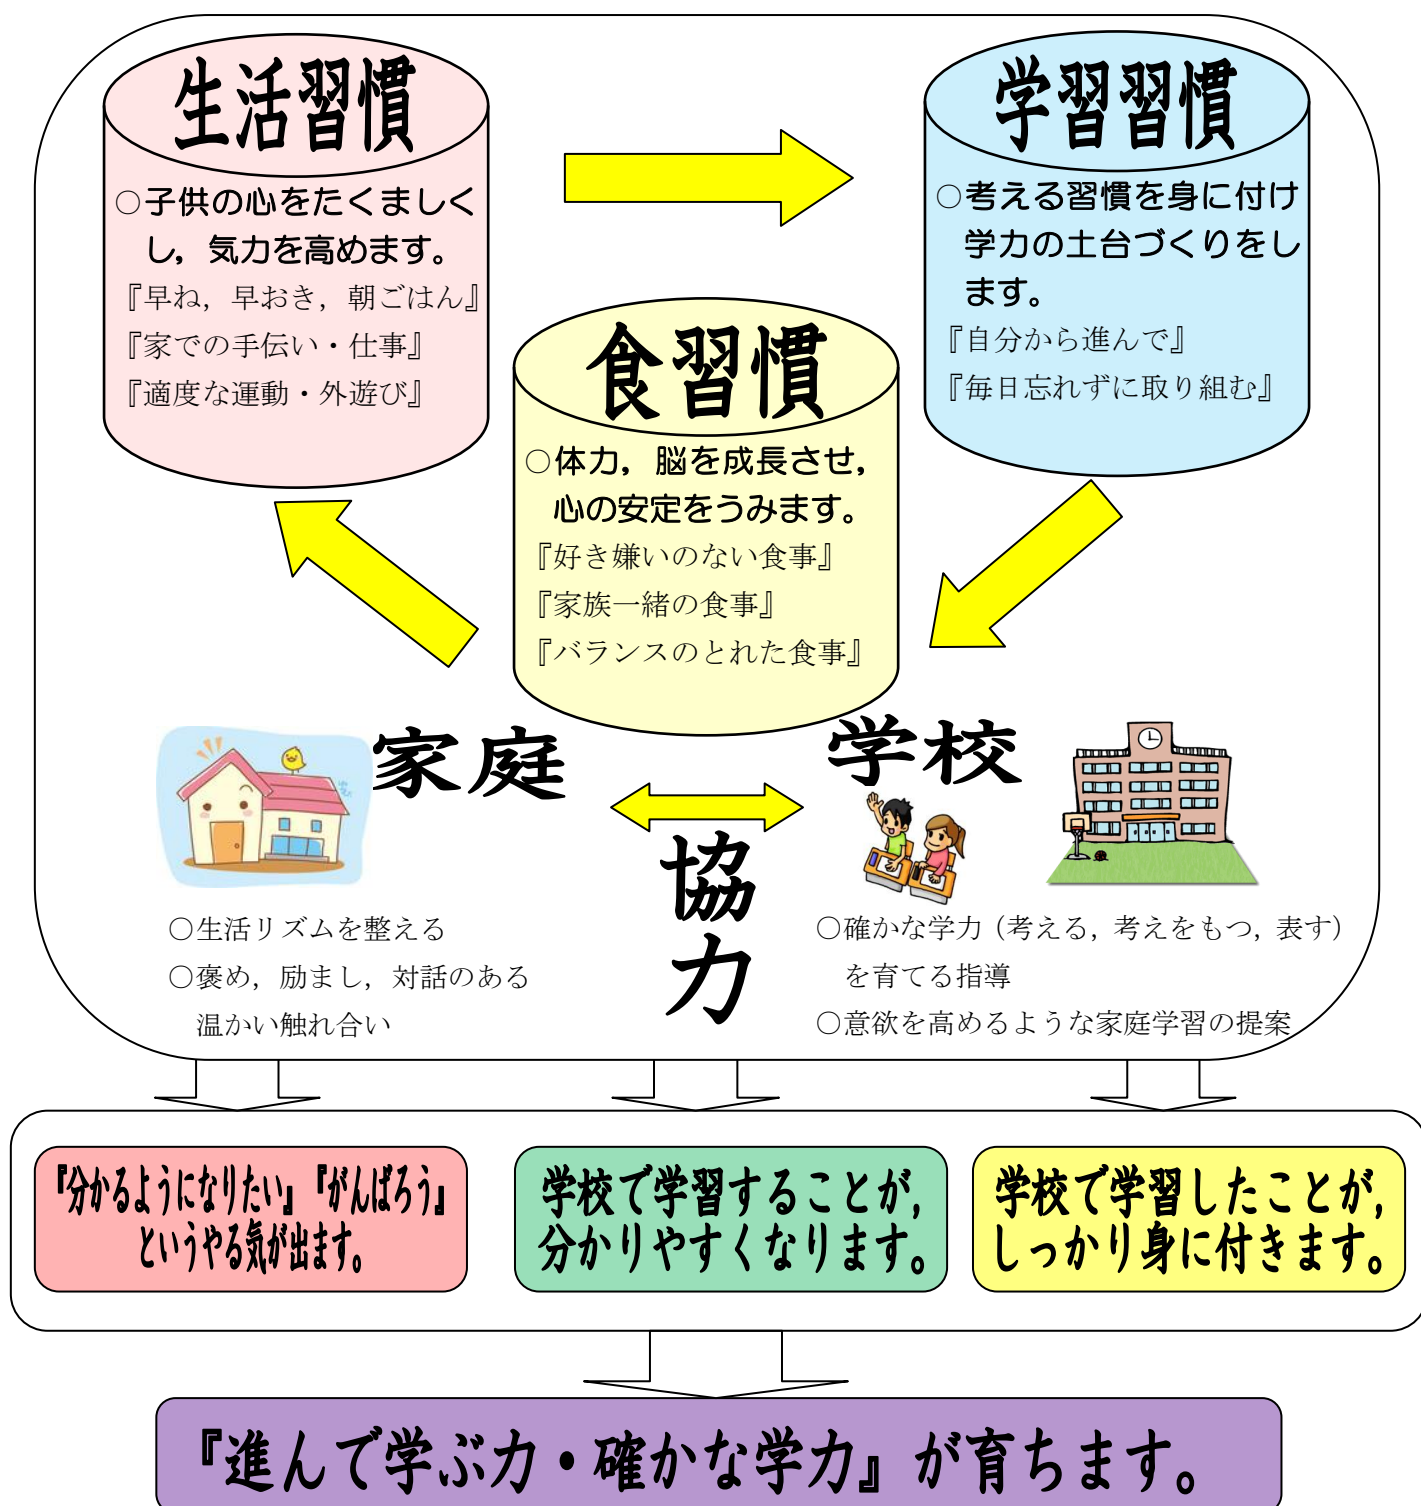 生活習慣
○子供の心をたくましく
し，気力を高めます。
『早ね，早おき，朝ごはん』
『家での手伝い・仕事』
『適度な運動・外遊び』
学習習慣
○考える習慣を身に付け
学力の土台づくりをし
ます。
『自分から進んで』
『毎日忘れずに取り組む』
食習慣
○体力，脳を成長させ，
心の安定をうみます。
『好き嫌いのない食事』
『家族一緒の食事』
『バランスのとれた食事』
家庭
学校
協力
○生活リズムを整える
○褒め，励まし，対話のある
温かい触れ合い
○確かな学力（考える，考えをもつ，表す）
を育てる指導
○意欲を高めるような家庭学習の提案
『分かるようになりたい』『がんばろう』
というやる気が出ます。
学校で学習することが，
分かりやすくなります。
学校で学習したことが，
しっかり身に付きます。
『進んで学ぶ力・確かな学力』が育ちます。